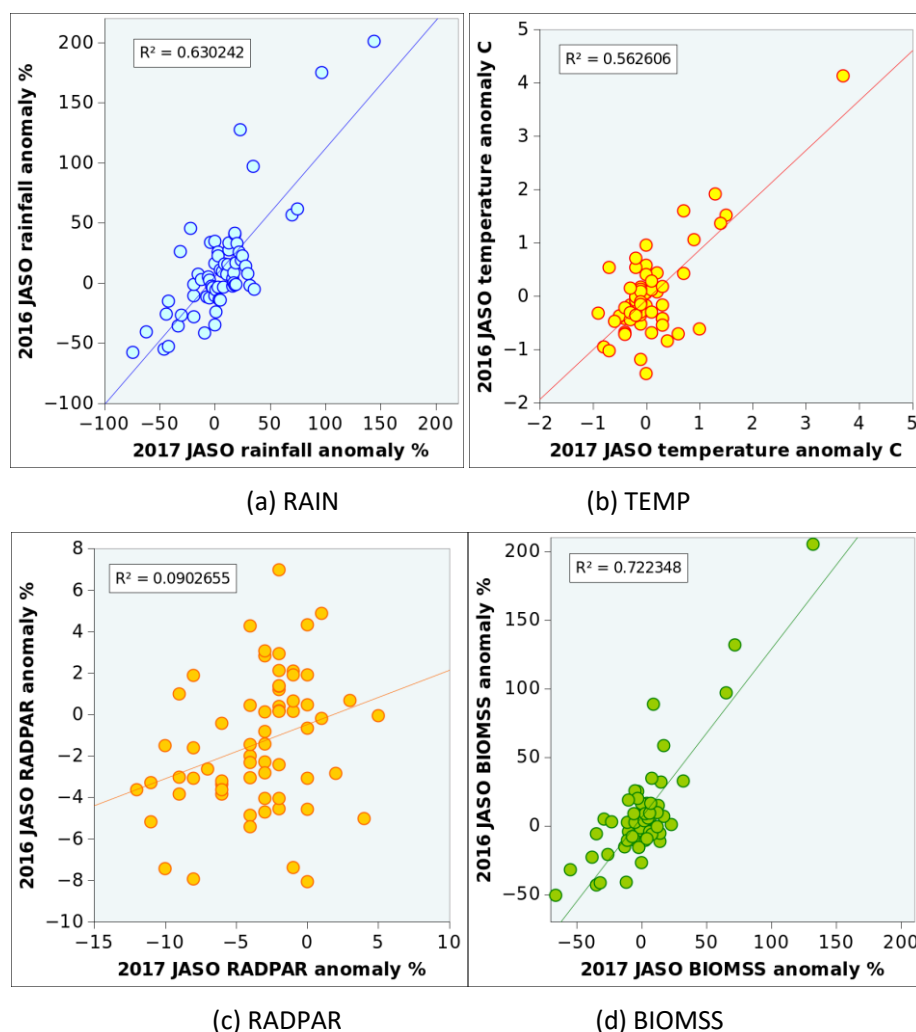 R² = 0.630242
200
150
100
50
0
−50
−100
−100 −50 0 50 100 150 200
2016 JASO rainfall anomaly %
2017 JASO rainfall anomaly %
(a) RAIN
R² = 0.562606
5
4
3
2
1
0
−1
−2
−2 −1 0 1 2 3 4 5
2016 JASO temperature anomaly C
2017 JASO temperature anomaly C
(b) TEMP
R² = 0.0902655
8
6
4
2
0
−2
−4
−6
−8
−10
−15 −10 −5 0 5 10
2016 JASO RADPAR anomaly %
2017 JASO RADPAR anomaly %
(c) RADPAR
R² = 0.722348
200
150
100
50
0
−50
−50 0 50 100 150 200
2016 JASO BIOMSS anomaly %
2017 JASO BIOMSS anomaly %
(d) BIOMSS